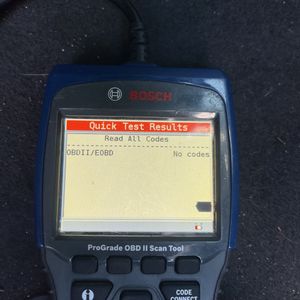 BOSCH
Quick Test Results
Read All Codes
OBDII/EOBD No codes
ProGrade OBD II Scan Tool
CODE
CONNECT